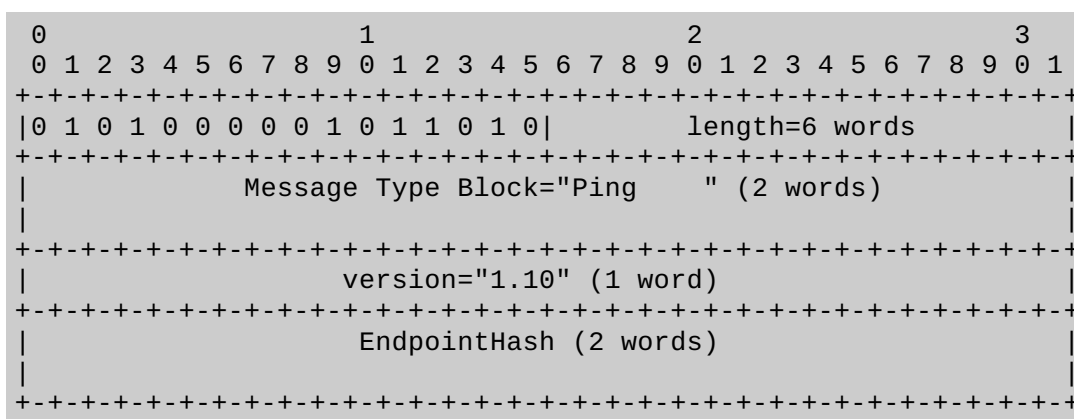 0                   1                   2                   3
 0 1 2 3 4 5 6 7 8 9 0 1 2 3 4 5 6 7 8 9 0 1 2 3 4 5 6 7 8 9 0 1
+-+-+-+-+-+-+-+-+-+-+-+-+-+-+-+-+-+-+-+-+-+-+-+-+-+-+-+-+-+-+-+-+
|0 1 0 1 0 0 0 0 0 1 0 1 1 0 1 0|        length=6 words         |
+-+-+-+-+-+-+-+-+-+-+-+-+-+-+-+-+-+-+-+-+-+-+-+-+-+-+-+-+-+-+-+-+
|             Message Type Block="Ping    " (2 words)           |
|                                                               |
+-+-+-+-+-+-+-+-+-+-+-+-+-+-+-+-+-+-+-+-+-+-+-+-+-+-+-+-+-+-+-+-+
|                   version="1.10" (1 word)                     |
+-+-+-+-+-+-+-+-+-+-+-+-+-+-+-+-+-+-+-+-+-+-+-+-+-+-+-+-+-+-+-+-+
|                    EndpointHash (2 words)                     |
|                                                               |
+-+-+-+-+-+-+-+-+-+-+-+-+-+-+-+-+-+-+-+-+-+-+-+-+-+-+-+-+-+-+-+-+